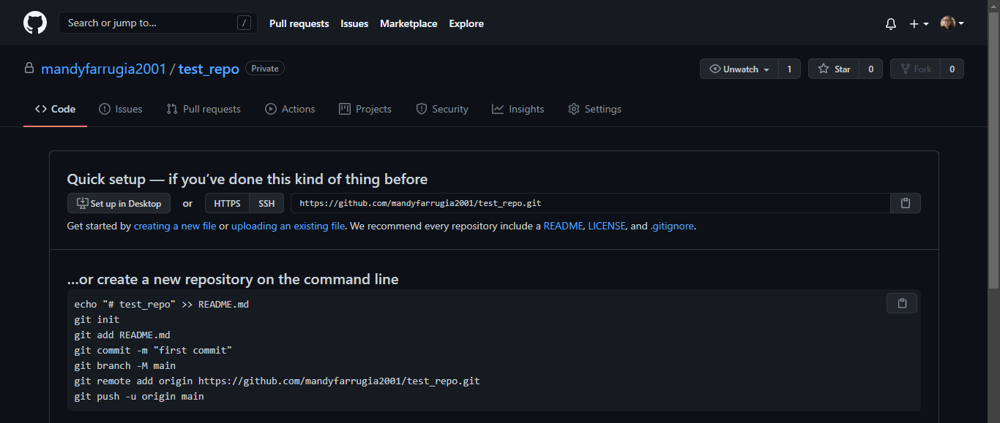 Search or jump to... / Pull requests Issues Marketplace Explore
mandyfarrugia2001 / test_repo Private Unwatch 1 Star 0 Fork 0
Code Issues Pull requests Actions Projects Security Insights Settings
Quick setup — if you’ve done this kind of thing before
Set up in Desktop or HTTPS SSH https://github.com/mandyfarrugia2001/test_repo.git
Get started by creating a new file or uploading an existing file. We recommend every repository include a README, LICENSE, and .gitignore.
…or create a new repository on the command line
echo "# test_repo" >> README.md
git init
git add README.md
git commit -m "first commit"
git branch -M main
git remote add origin https://github.com/mandyfarrugia2001/test_repo.git
git push -u origin main